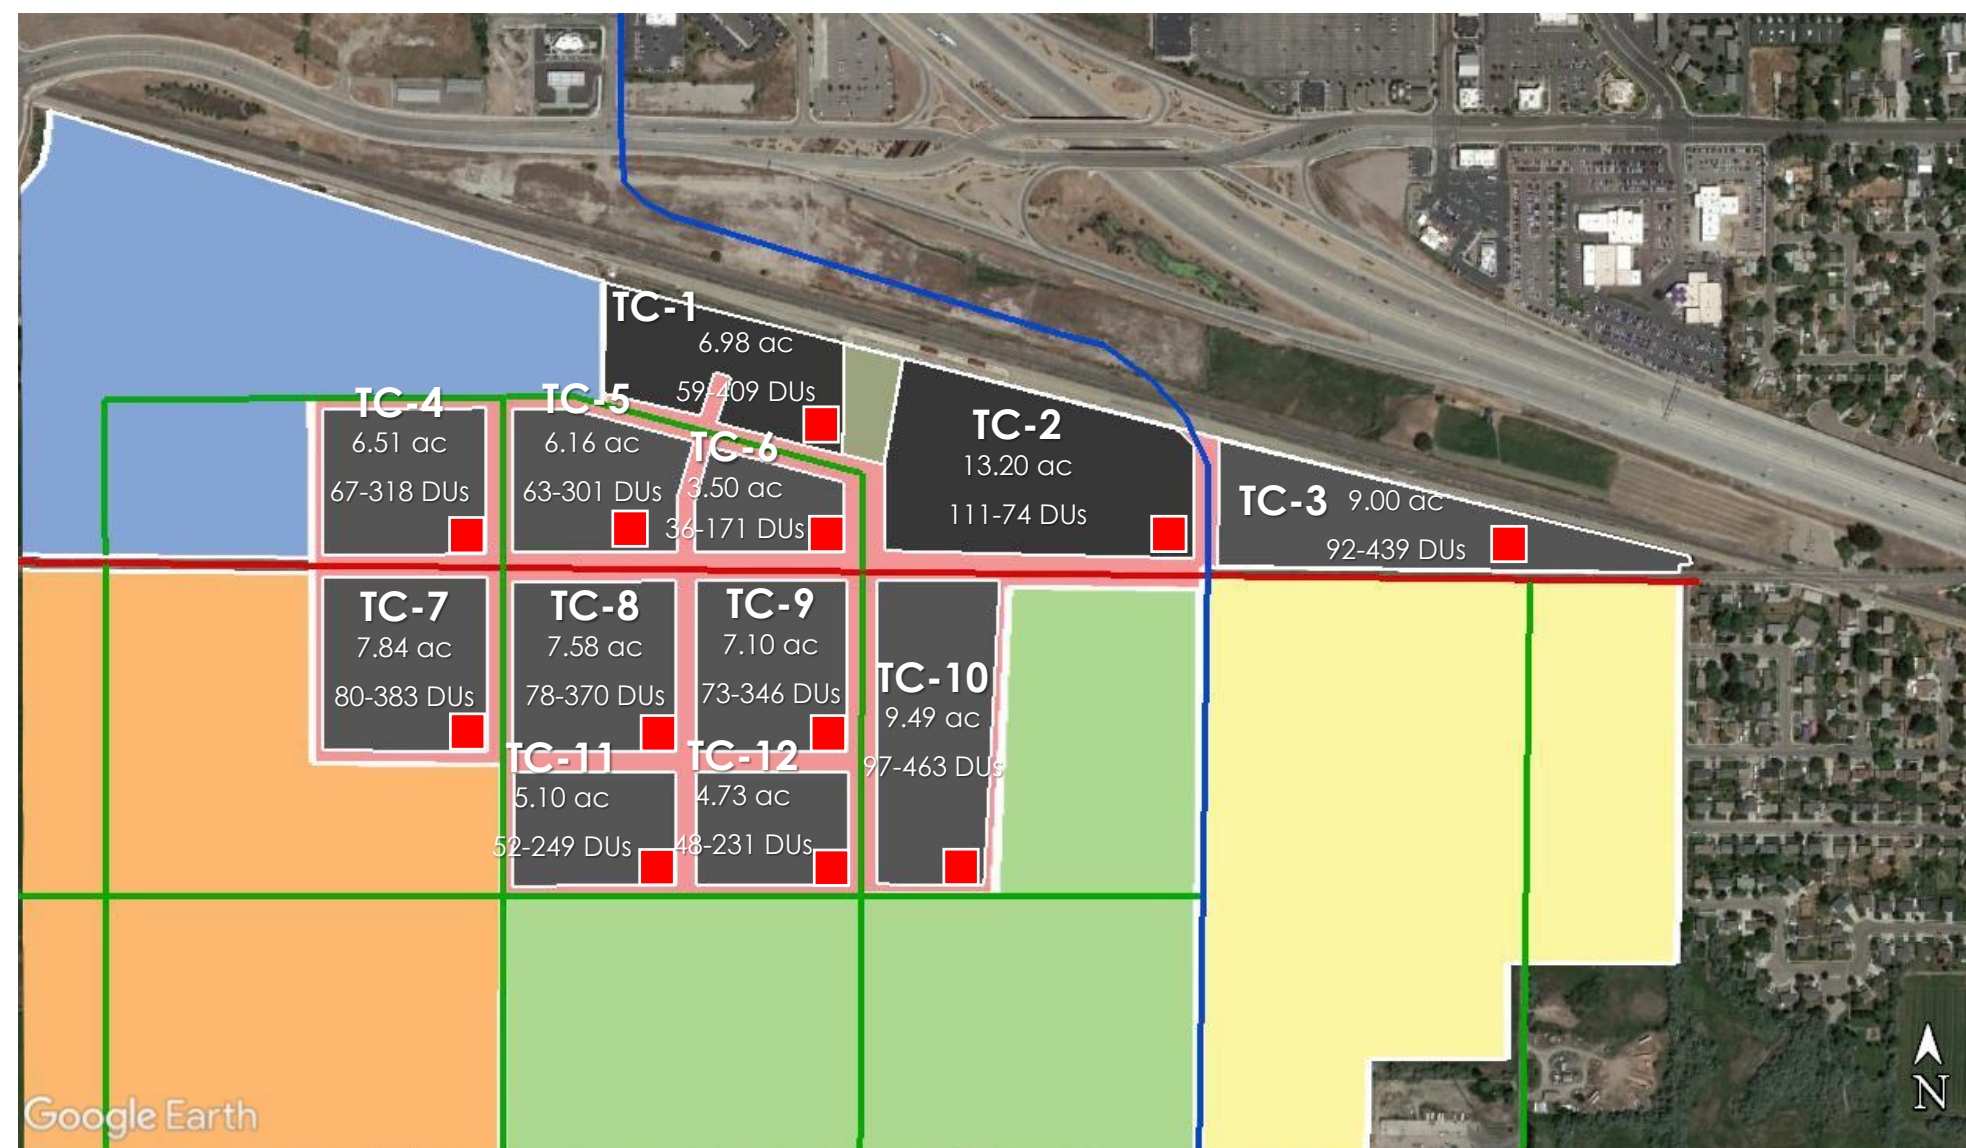 TC-1
6.98 ac
59-409 DUs
TC-2
13.20 ac
111-74 DUs
TC-3 9.00 ac
92-439 DUs
TC-4
6.51 ac
67-318 DUs
TC-5
6.16 ac
63-301 DUs
TC-6
3.50 ac
36-171 DUs
TC-7
7.84 ac
80-383 DUs
TC-8
7.58 ac
78-370 DUs
TC-9
7.10 ac
73-346 DUs
TC-10
9.49 ac
97-463 DUs
TC-11
5.10 ac
52-249 DUs
TC-12
4.73 ac
48-231 DUs
Google Earth
N